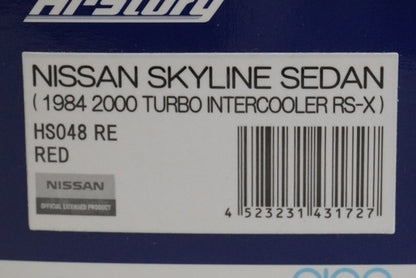 Hi-Story
NISSAN SKYLINE SEDAN
(1984 2000 TURBO INTERCOOLER RS-X)
HS048 RE
RED
NISSAN
OFFICIAL LICENSED PRODUCT
4 523231 431727